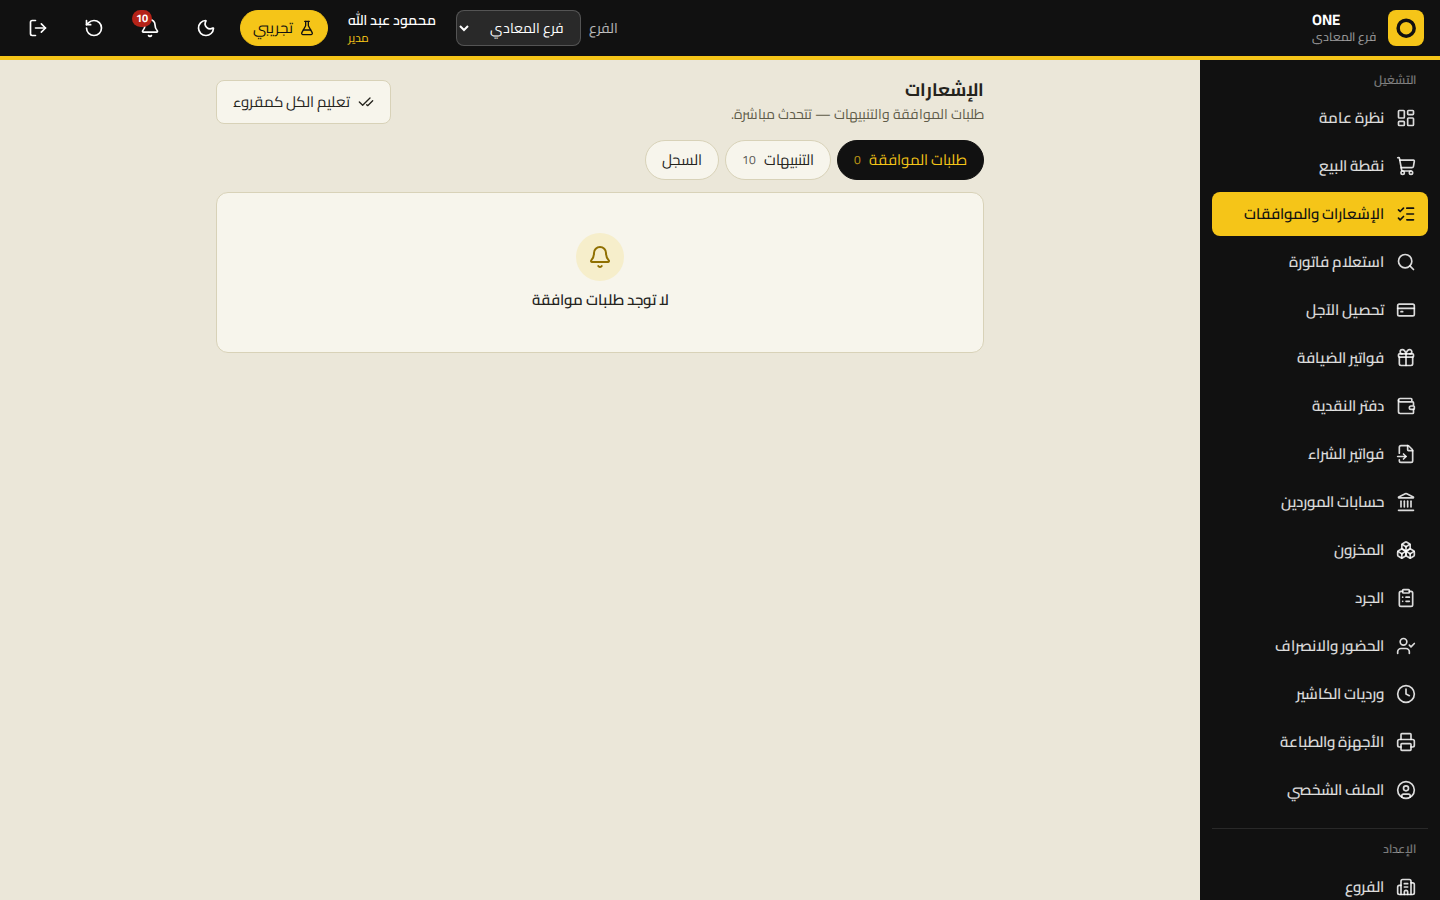 ONE
فرع المعادي
الفرع
فرع المعادي
محمود عبد الله
مدير
تجريبي
10
التشغيل
نظرة عامة
نقطة البيع
الإشعارات والموافقات
استعلام فاتورة
تحصيل الآجل
فواتير الضيافة
دفتر النقدية
فواتير الشراء
حسابات الموردين
المخزون
الجرد
الحضور والانصراف
ورديات الكاشير
الأجهزة والطباعة
الملف الشخصي
الإعداد
الفروع
الإشعارات
طلبات الموافقة والتنبيهات — تتحدث مباشرة.
تعليم الكل كمقروء
طلبات الموافقة 0
التنبيهات 10
السجل
لا توجد طلبات موافقة